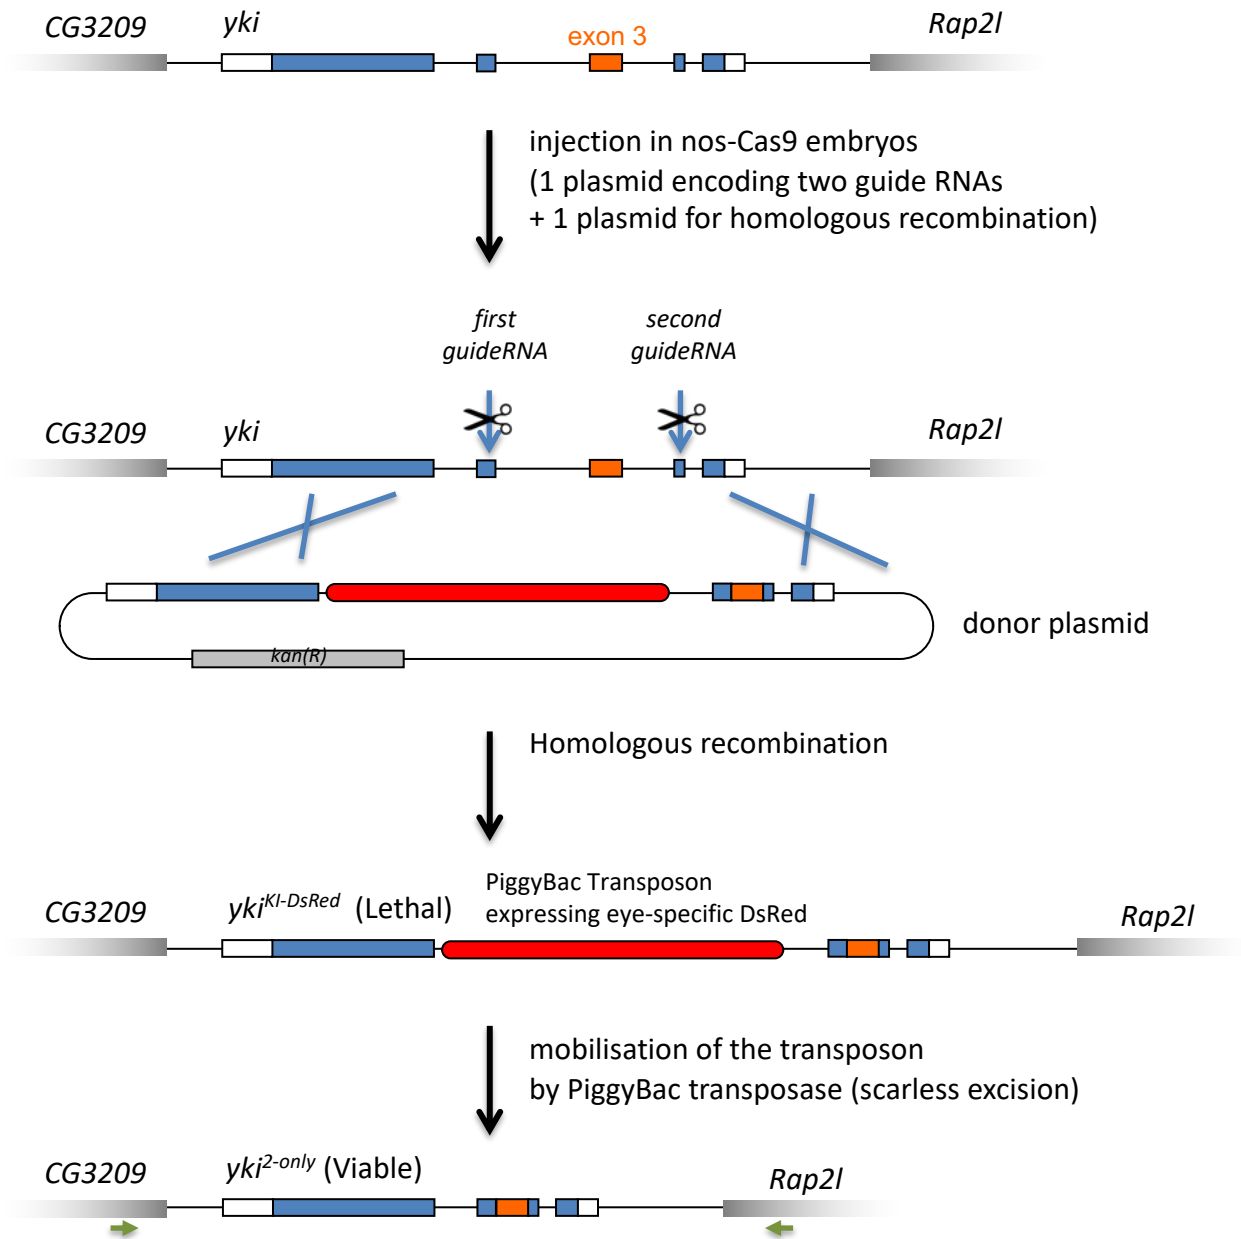 CG3209 yki exon 3 Rap2l
injection in nos-Cas9 embryos
(1 plasmid encoding two guide RNAs
+ 1 plasmid for homologous recombination)
first
guideRNA
second
guideRNA
CG3209 yki Rap2l
donor plasmid
kan(R)
Homologous recombination
PiggyBac Transposon
expressing eye-specific DsRed
CG3209 yki^KI-DsRed (Lethal) Rap2l
mobilisation of the transposon
by PiggyBac transposase (scarless excision)
CG3209 yki^2-only (Viable) Rap2l